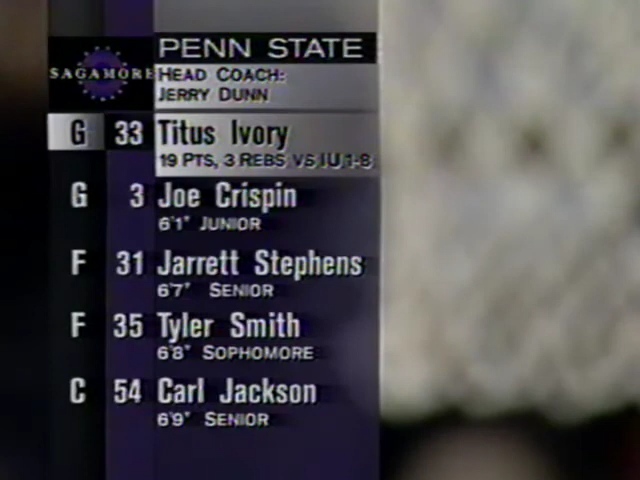 PENN STATE
SAGAMORE
HEAD COACH:
JERRY DUNN
G 33 Titus Ivory
19 PTS, 3 REBS VS IU 1-8
G 3 Joe Crispin
6'1" JUNIOR
F 31 Jarrett Stephens
6'7" SENIOR
F 35 Tyler Smith
6'8" SOPHOMORE
C 54 Carl Jackson
6'9" SENIOR